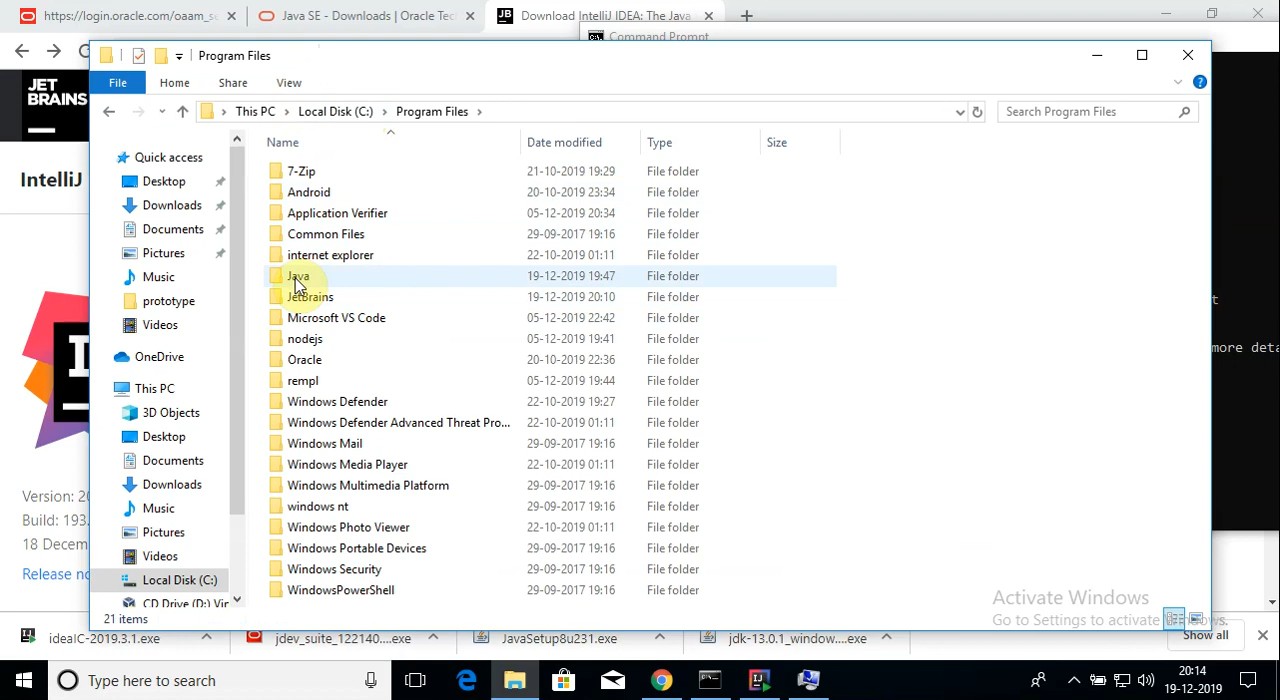 https://login.oracle.com/oaam_se
Java SE - Downloads | Oracle Tec
Download IntelliJ IDEA: The Java
Command Prompt
Program Files
File
Home
Share
View
This PC
Local Disk (C:)
Program Files
Search Program Files
JET
BRAINS
IntelliJ
Version: 20
Build: 193.
18 Decem
Release no
Quick access
Desktop
Downloads
Documents
Pictures
Music
prototype
Videos
OneDrive
This PC
3D Objects
Desktop
Documents
Downloads
Music
Pictures
Videos
Local Disk (C:)
CD Drive (D:) Vir
Name Date modified Type Size
7-Zip 21-10-2019 19:29 File folder
Android 20-10-2019 23:34 File folder
Application Verifier 05-12-2019 20:34 File folder
Common Files 29-09-2017 19:16 File folder
internet explorer 22-10-2019 01:11 File folder
Java 19-12-2019 19:47 File folder
JetBrains 19-12-2019 20:10 File folder
Microsoft VS Code 05-12-2019 22:42 File folder
nodejs 05-12-2019 19:41 File folder
Oracle 20-10-2019 22:36 File folder
rempl 05-12-2019 19:44 File folder
Windows Defender 22-10-2019 19:27 File folder
Windows Defender Advanced Threat Pro... 22-10-2019 01:11 File folder
Windows Mail 29-09-2017 19:16 File folder
Windows Media Player 22-10-2019 01:11 File folder
Windows Multimedia Platform 29-09-2017 19:16 File folder
windows nt 29-09-2017 19:16 File folder
Windows Photo Viewer 22-10-2019 01:11 File folder
Windows Portable Devices 29-09-2017 19:16 File folder
Windows Security 29-09-2017 19:16 File folder
WindowsPowerShell 29-09-2017 19:16 File folder
t
more deta
21 items
Activate Windows
Go to Settings to activate Windows.
ideaIC-2019.3.1.exe
jdev_suite_122140....exe
JavaSetup8u231.exe
jdk-13.0.1_window....exe
Show all
Type here to search
20:14
19-12-2019